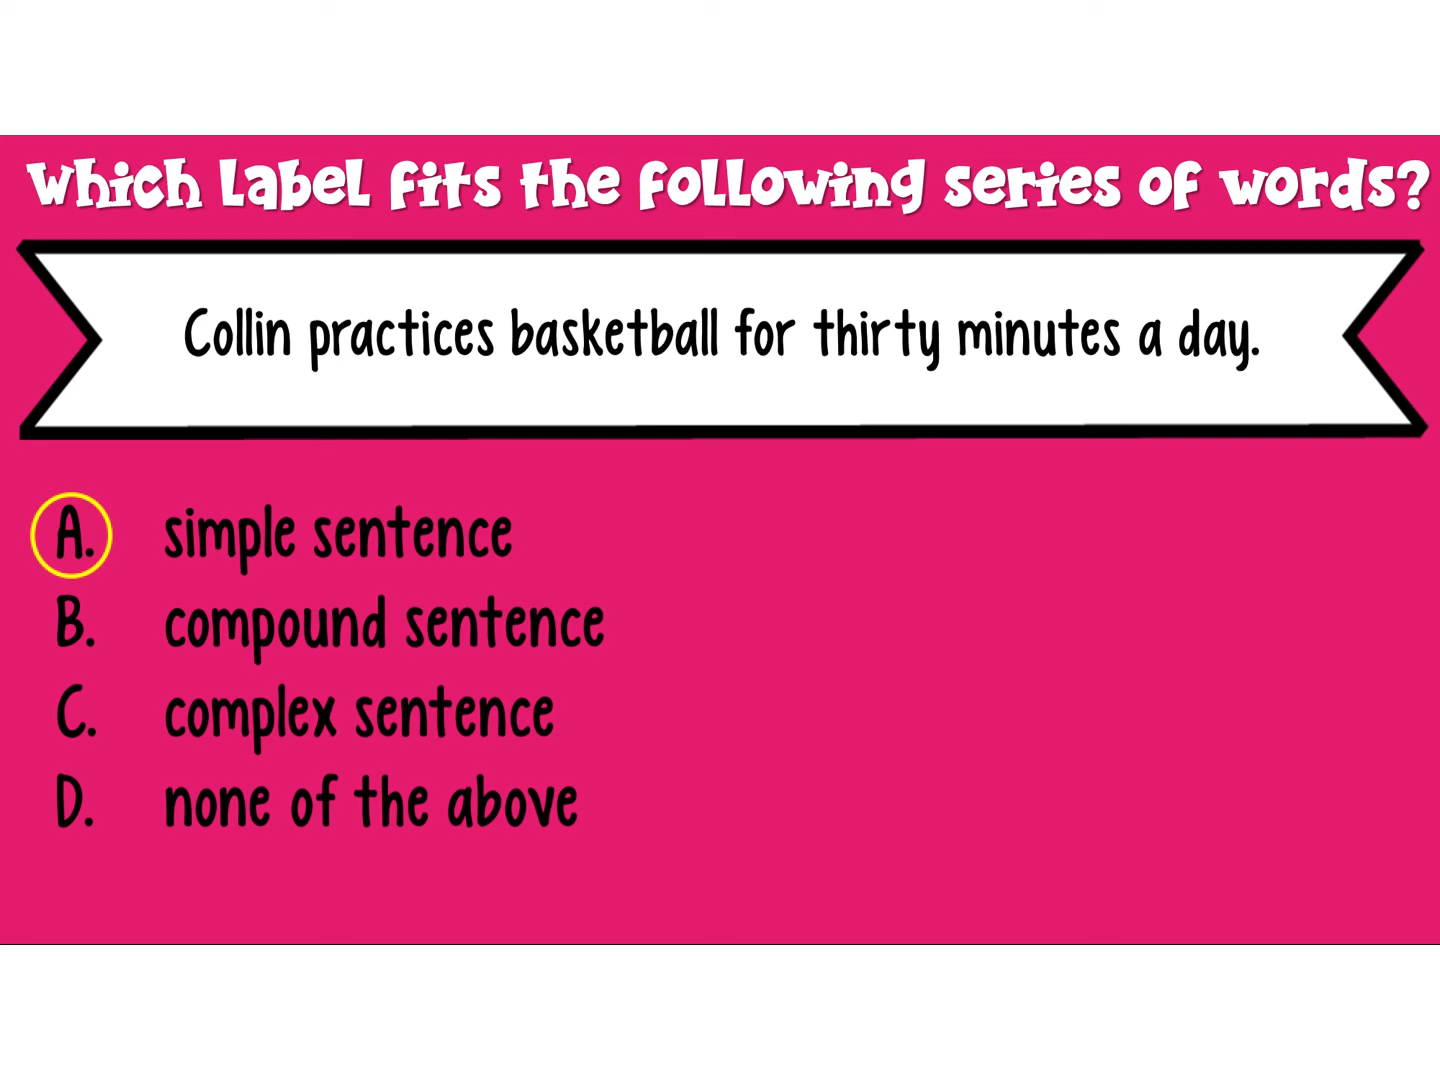 Which label fits the following series of words?
Collin practices basketball for thirty minutes a day.
A. simple sentence
B. compound sentence
C. complex sentence
D. none of the above